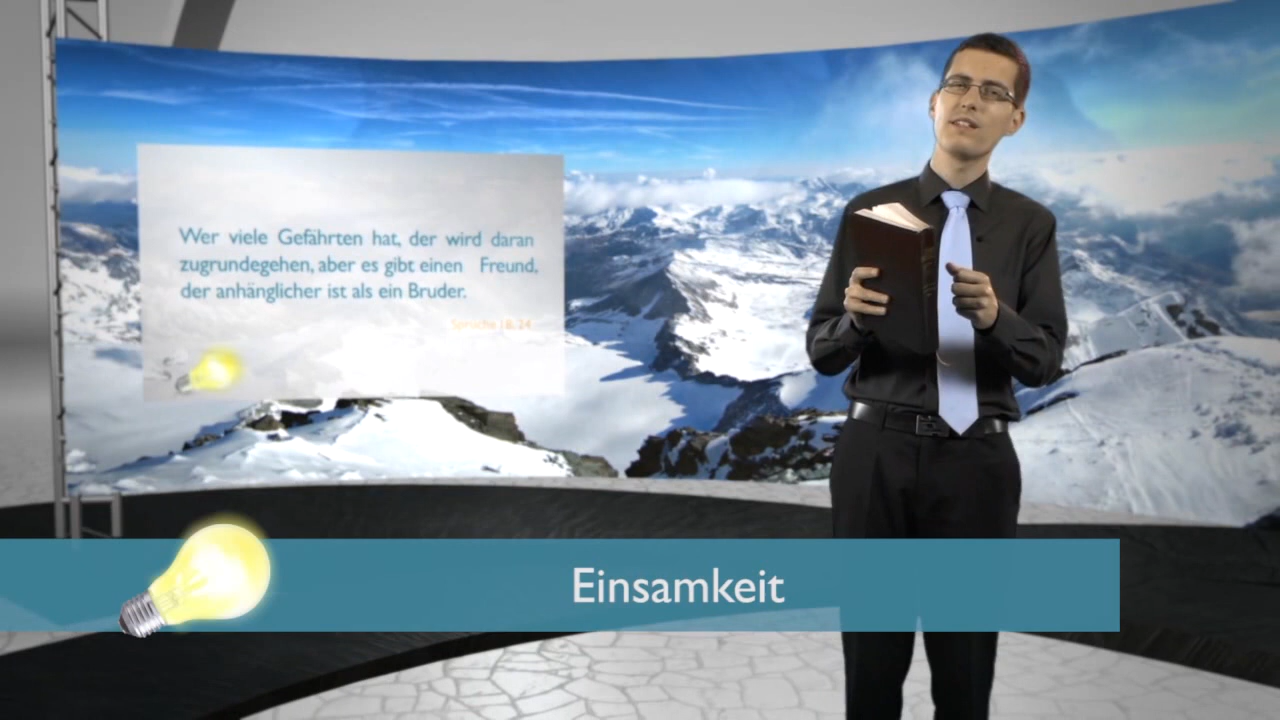 Wer viele Gefährten hat, der wird daran
zugrundegehen, aber es gibt einen Freund,
der anhänglicher ist als ein Bruder.
Sprüche 18, 24
Einsamkeit